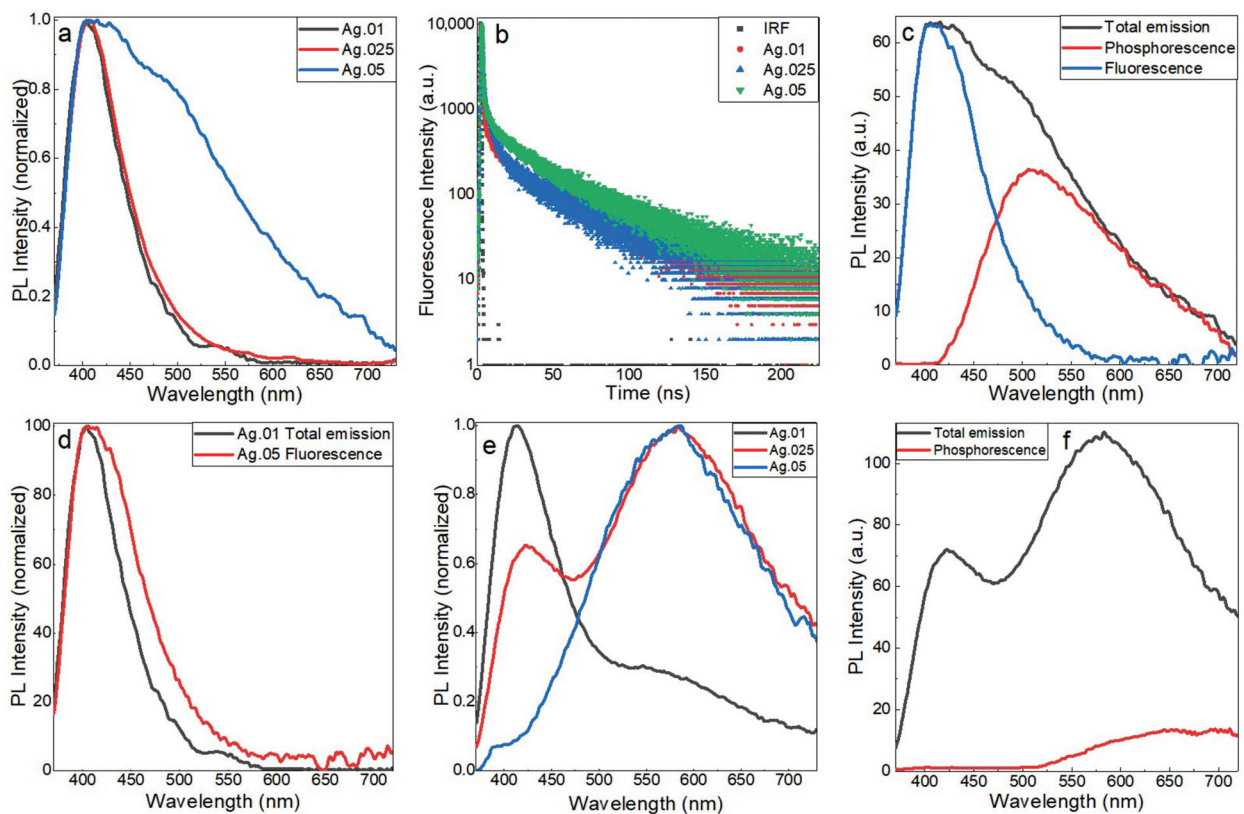 a
Ag.01
Ag.025
Ag.05
PL Intensity (normalized)
1.0
0.8
0.6
0.4
0.2
0.0
400 450 500 550 600 650 700
Wavelength (nm)
b
IRF
Ag.01
Ag.025
Ag.05
Fluorescence Intensity (a.u.)
10,000
1000
100
10
1
0 50 100 150 200
Time (ns)
c
Total emission
Phosphorescence
Fluorescence
PL Intensity (a.u.)
60
50
40
30
20
10
0
400 450 500 550 600 650 700
Wavelength (nm)
d
Ag.01 Total emission
Ag.05 Fluorescence
PL Intensity (normalized)
100
80
60
40
20
0
400 450 500 550 600 650 700
Wavelength (nm)
e
Ag.01
Ag.025
Ag.05
PL Intensity (normalized)
1.0
0.8
0.6
0.4
0.2
0.0
400 450 500 550 600 650 700
Wavelength (nm)
f
Total emission
Phosphorescence
PL Intensity (a.u.)
100
80
60
40
20
0
400 450 500 550 600 650 700
Wavelength (nm)